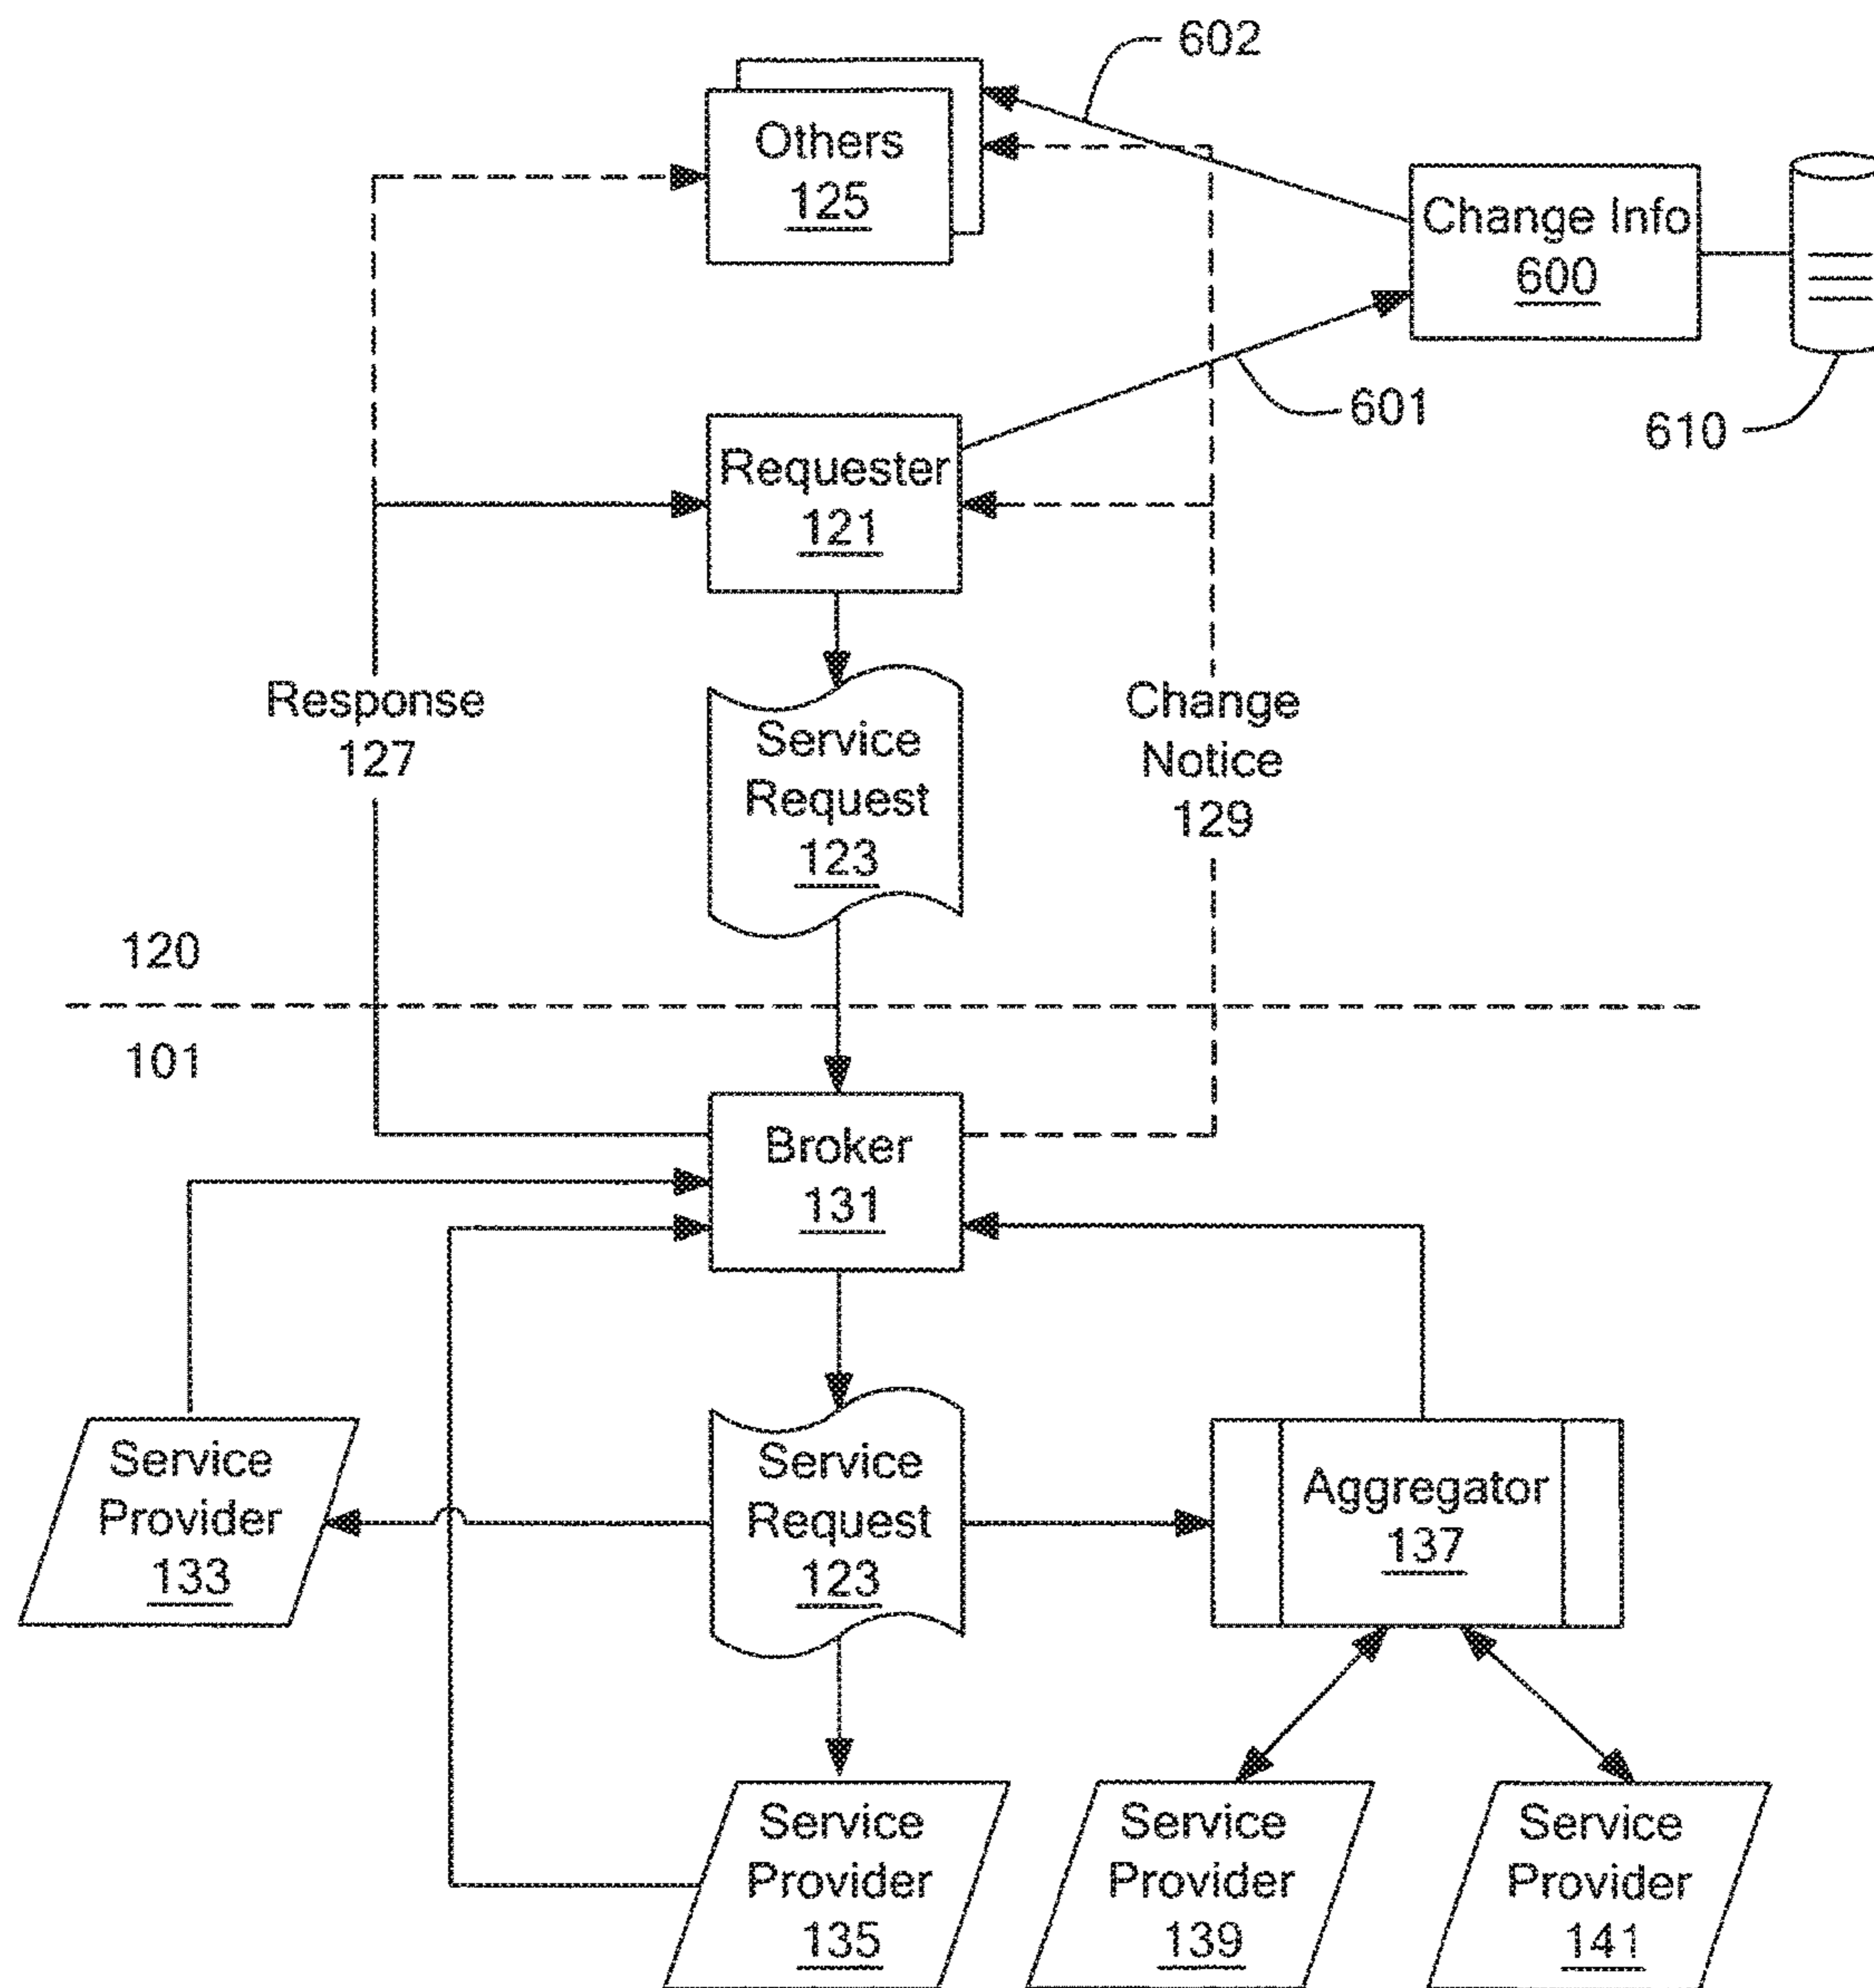 602
Others
125
Change Info
600
601
610
Requester
121
Response
127
Service
Request
123
Change
Notice
129
120
101
Broker
131
Service
Provider
133
Service
Request
123
Aggregator
137
Service
Provider
135
Service
Provider
139
Service
Provider
141